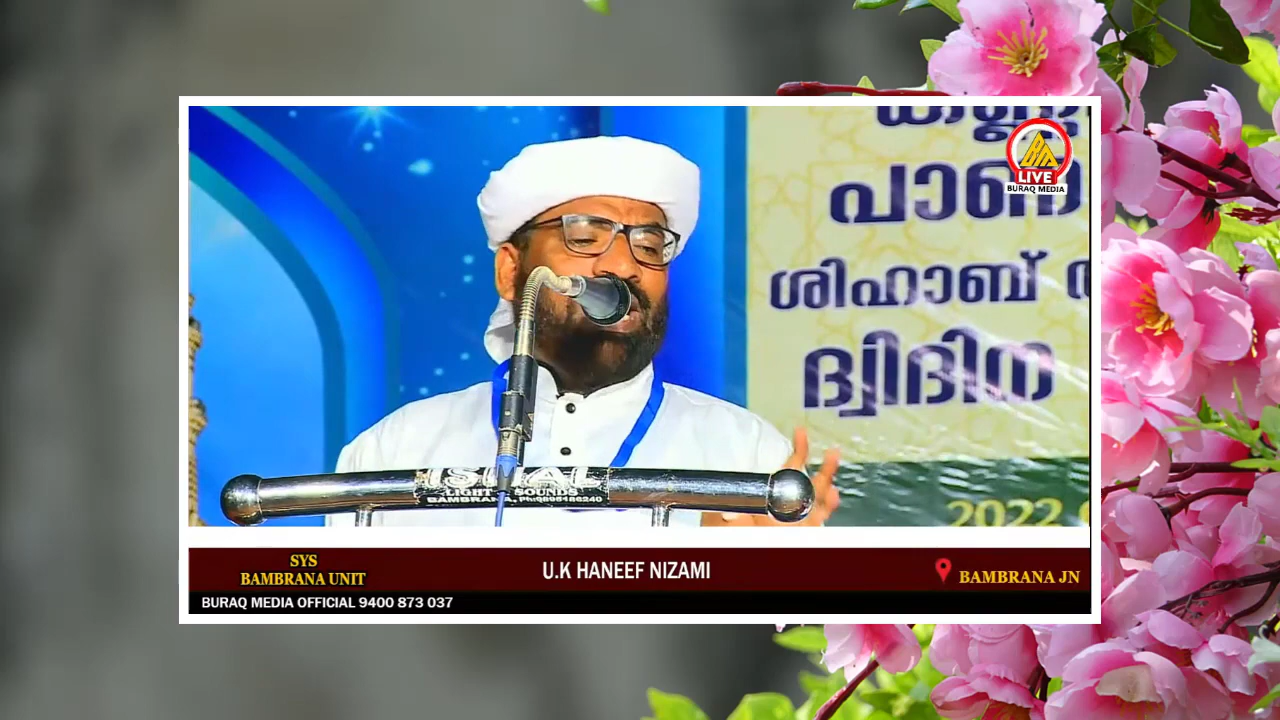 പാണ
ശിഹാബ്
ദ്വിദിന
2022
LIVE
BURAQ MEDIA
LIGHT SOUNDS
SYS
BAMBRANA UNIT
U.K HANEEF NIZAMI
BAMBRANA JN
BURAQ MEDIA OFFICIAL 9400 873 037